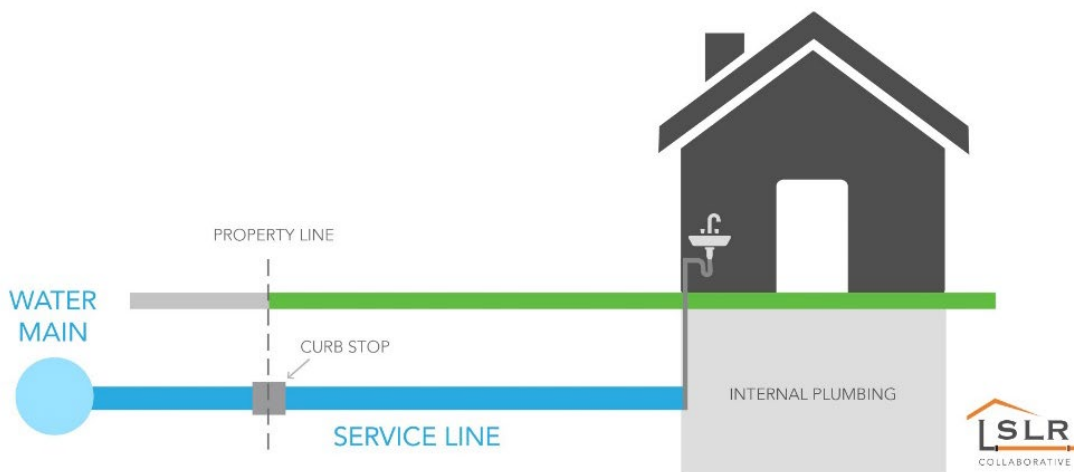 PROPERTY LINE
WATER
MAIN
CURB STOP
SERVICE LINE
INTERNAL PLUMBING
LSLR
COLLABORATIVE